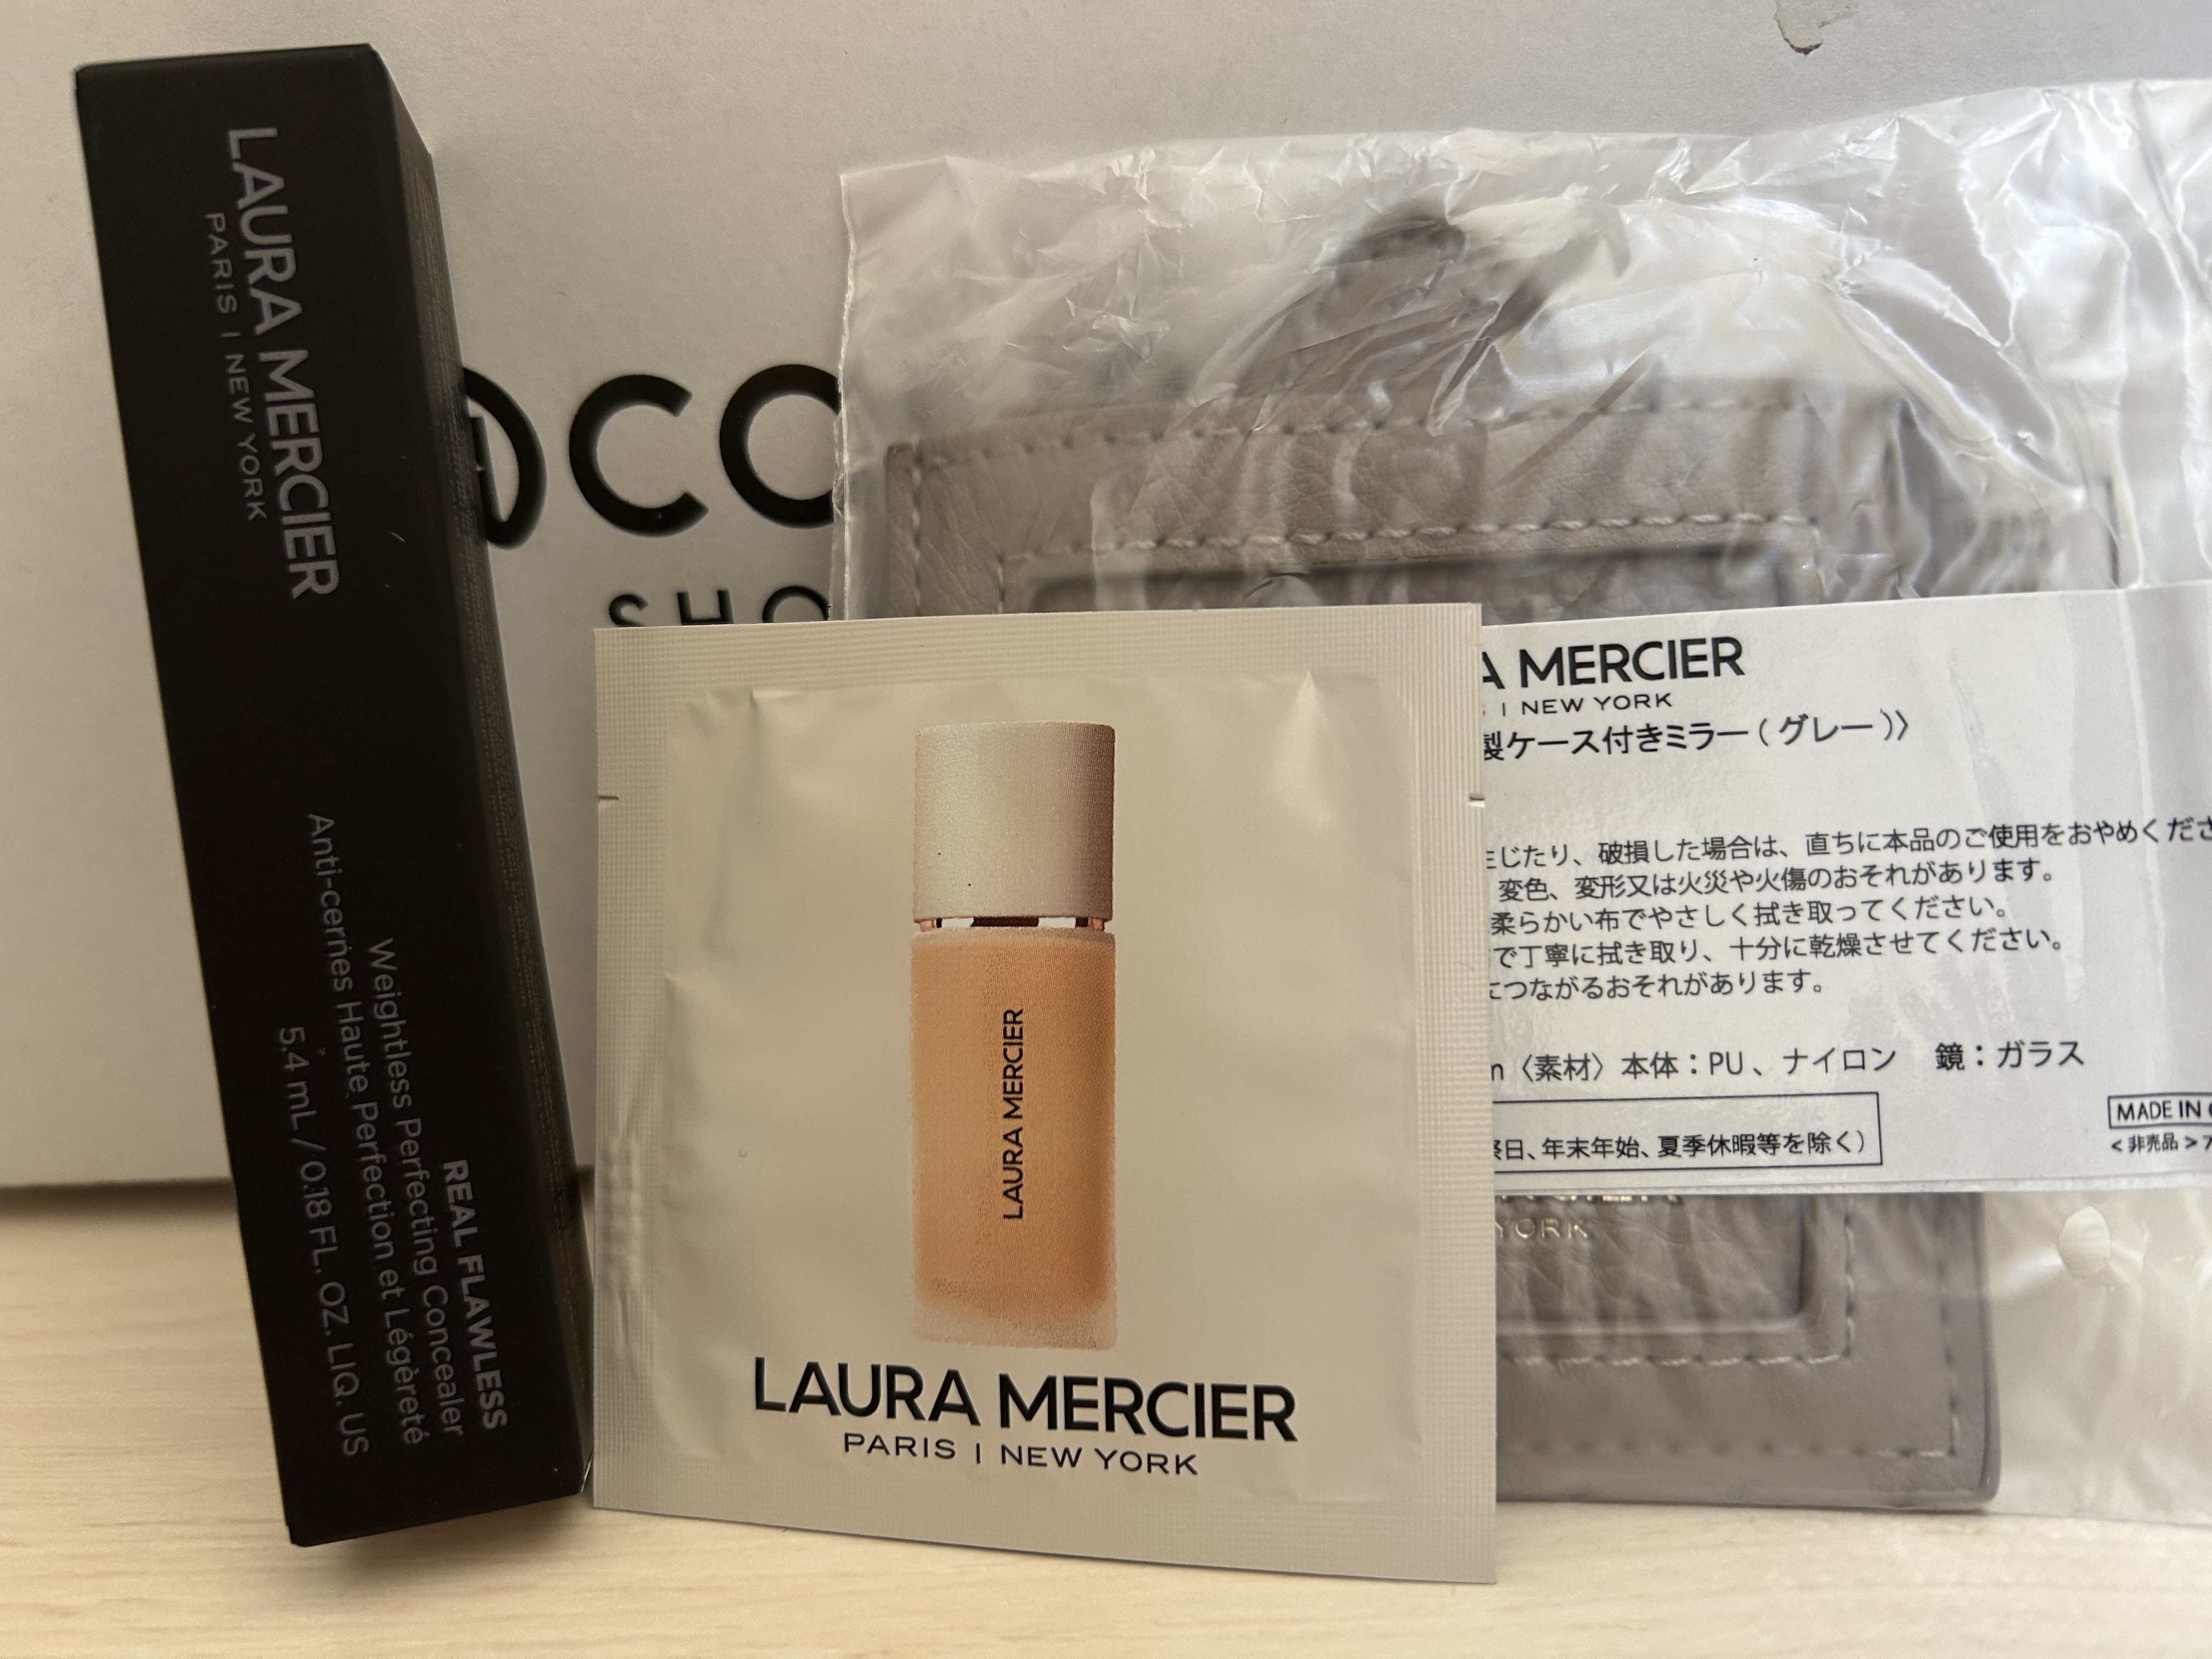 LAURA MERCIER
PARIS | NEW YORK
REAL FLAWLESS
Weightless Perfecting Concealer
Anti-cernes Haute Perfection et Légèreté
5.4 mL / 0.18 FL. OZ. LIQ. US
LAURA MERCIER
LAURA MERCIER
PARIS | NEW YORK
A MERCIER
| NEW YORK
製ケース付きミラー(グレー)〉
じたり、破損した場合は、直ちに本品のご使用をおやめくださ
変色、変形又は火災や火傷のおそれがあります。
柔らかい布でやさしく拭き取ってください。
で丁寧に拭き取り、十分に乾燥させてください。
につながるおそれがあります。
〈素材〉本体:PU、ナイロン 鏡:ガラス
日、年末年始、夏季休暇等を除く)
MADE IN
<非売品>
YORK